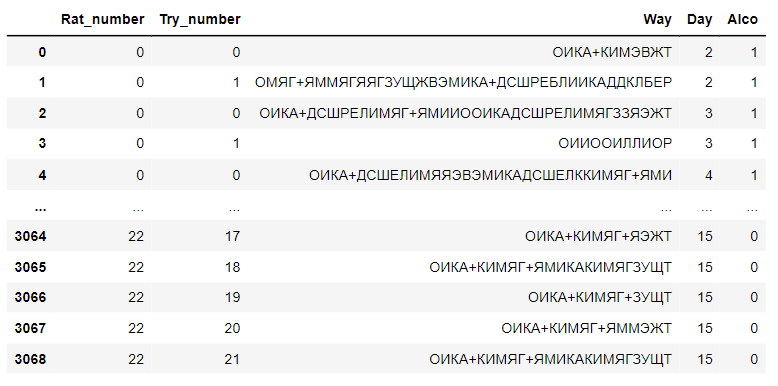 Rat_number Try_number Way Day Alco
0 0 0 ОИКА+КИМЭВЖТ 2 1
1 0 1 ОМЯГ+ЯММЯГЯЯГЗУЩЖВЭМИКА+ДСШРЕБЛИИКАДДКЛБЕР 2 1
2 0 0 ОИКА+ДСШРЕЛИМЯГ+ЯМИИООИКАДСШРЕЛИМЯГЗЗЯЭЖТ 3 1
3 0 1 ОИИООИЛЛИОР 3 1
4 0 0 ОИКА+ДСШЕЛИМЯЯЭВЭМИКАДСШЕЛККИМЯГ+ЯМИ 4 1
... ... ... ... ... ...
3064 22 17 ОИКА+КИМЯГ+ЯЭЖТ 15 0
3065 22 18 ОИКА+КИМЯГ+ЯМИКАКИМЯГЗУЩТ 15 0
3066 22 19 ОИКА+КИМЯГ+ЗУЩТ 15 0
3067 22 20 ОИКА+КИМЯГ+ЯММЭЖТ 15 0
3068 22 21 ОИКА+КИМЯГ+ЯМИКАКИМЯГЗУЩТ 15 0